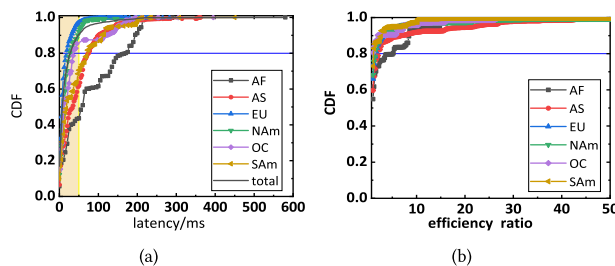 CDF
1.0
0.8
0.6
0.4
0.2
0.0
AF
AS
EU
NAm
OC
SAm
total
0 100 200 300 400 500 600
latency/ms
(a)
CDF
1.0
0.8
0.6
0.4
0.2
0.0
AF
AS
EU
NAm
OC
SAm
10 20 30 40 50
efficiency ratio
(b)